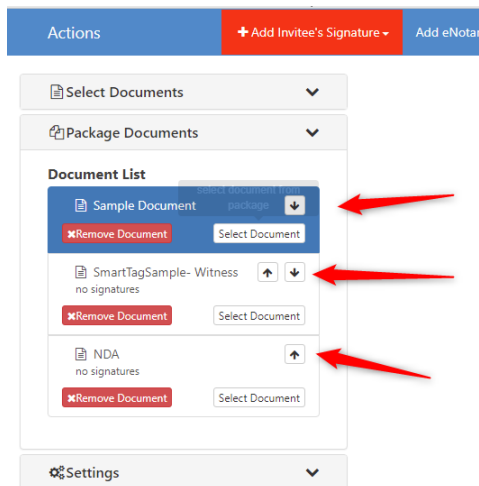 Actions
+ Add Invitee's Signature
Add eNotar
Select Documents
Package Documents
Document List
select document from
package
Sample Document
Remove Document
Select Document
SmartTagSample- Witness
no signatures
Remove Document
Select Document
NDA
no signatures
Remove Document
Select Document
Settings